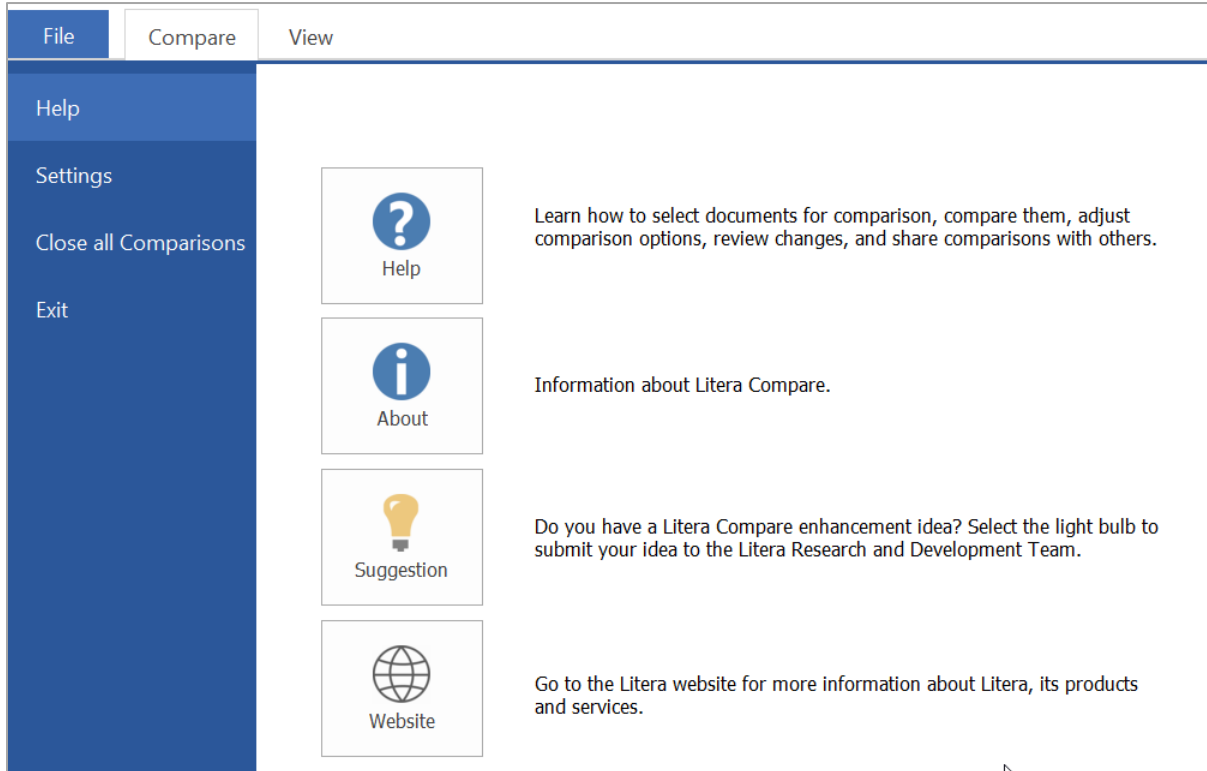 File Compare View
Help
Settings
Close all Comparisons
Exit
Help
Learn how to select documents for comparison, compare them, adjust
comparison options, review changes, and share comparisons with others.
About
Information about Litera Compare.
Suggestion
Do you have a Litera Compare enhancement idea? Select the light bulb to
submit your idea to the Litera Research and Development Team.
Website
Go to the Litera website for more information about Litera, its products
and services.